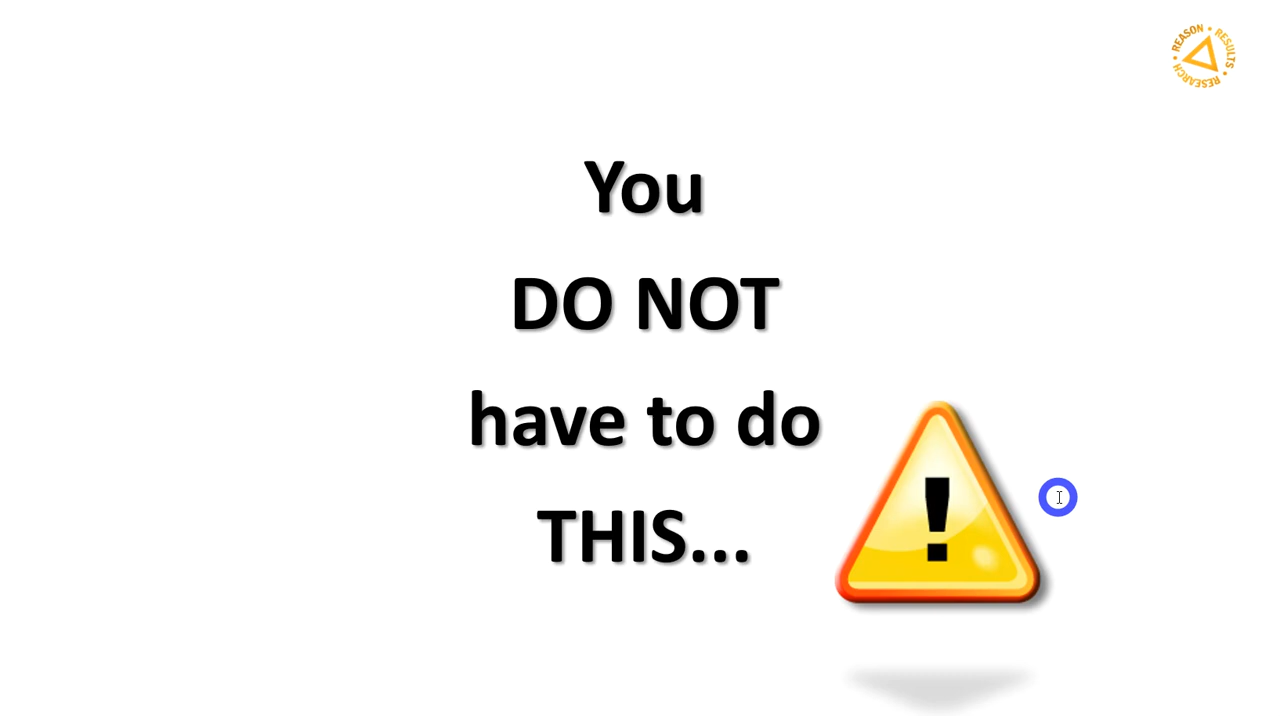 REASON • RESULTS • RESEARCH •
You
DO NOT
have to do
THIS...
!